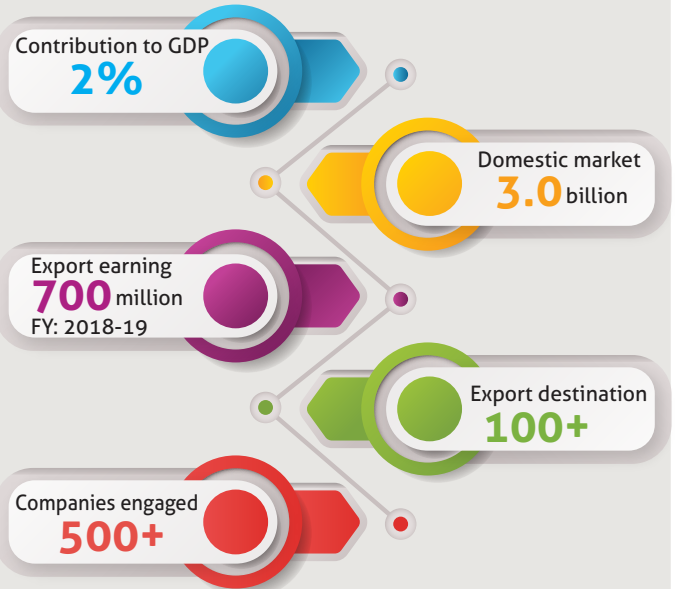 Contribution to GDP
2%
Domestic market
3.0 billion
Export earning
700 million
FY: 2018-19
Export destination
100+
Companies engaged
500+